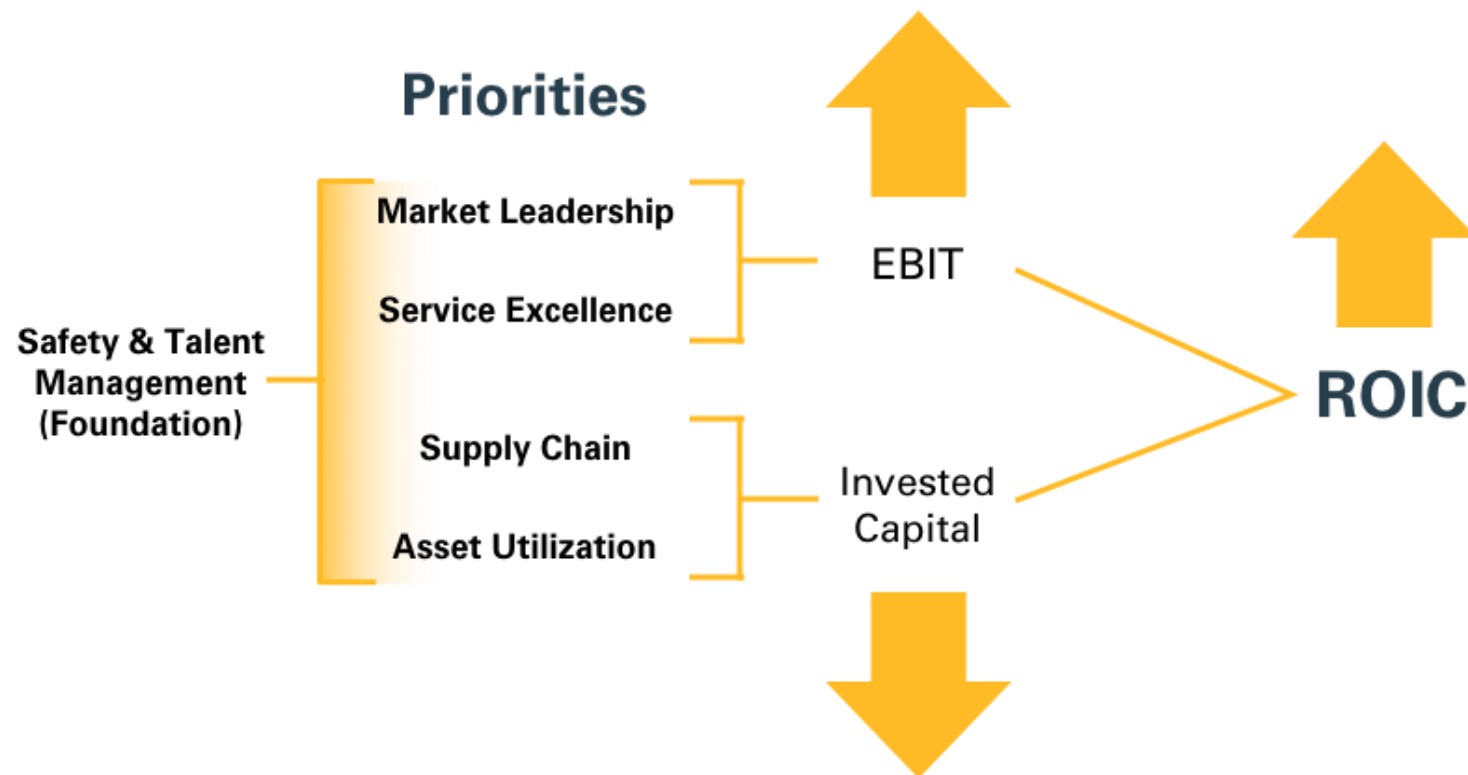 Priorities
Market Leadership
Service Excellence
Safety & Talent
Management
(Foundation)
Supply Chain
Asset Utilization
EBIT
Invested
Capital
ROIC